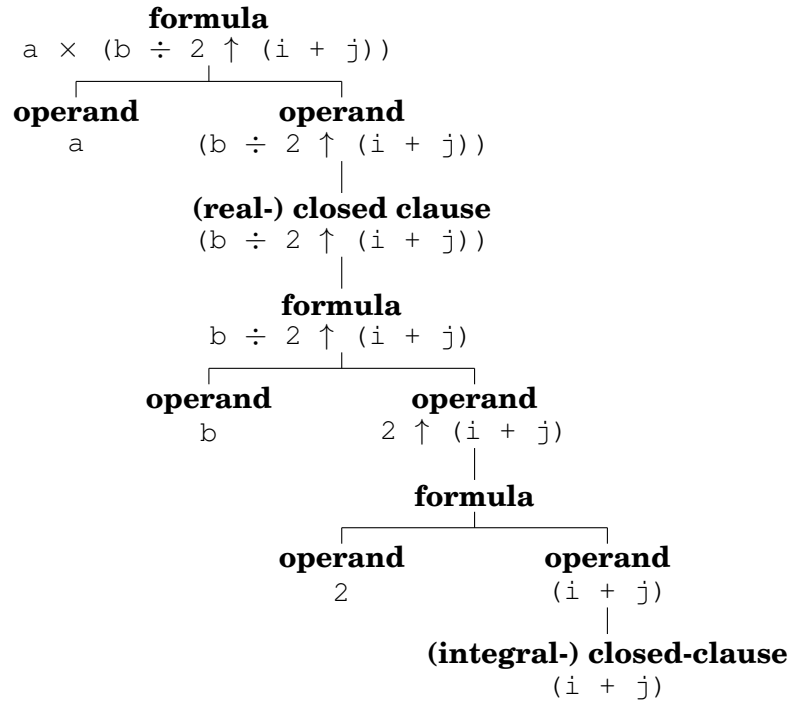 formula
a × (b ÷ 2 ↑ (i + j))
operand operand
a (b ÷ 2 ↑ (i + j))
(real-) closed clause
(b ÷ 2 ↑ (i + j))
formula
b ÷ 2 ↑ (i + j)
operand operand
b 2 ↑ (i + j)
formula
operand operand
2 (i + j)
(integral-) closed-clause
(i + j)